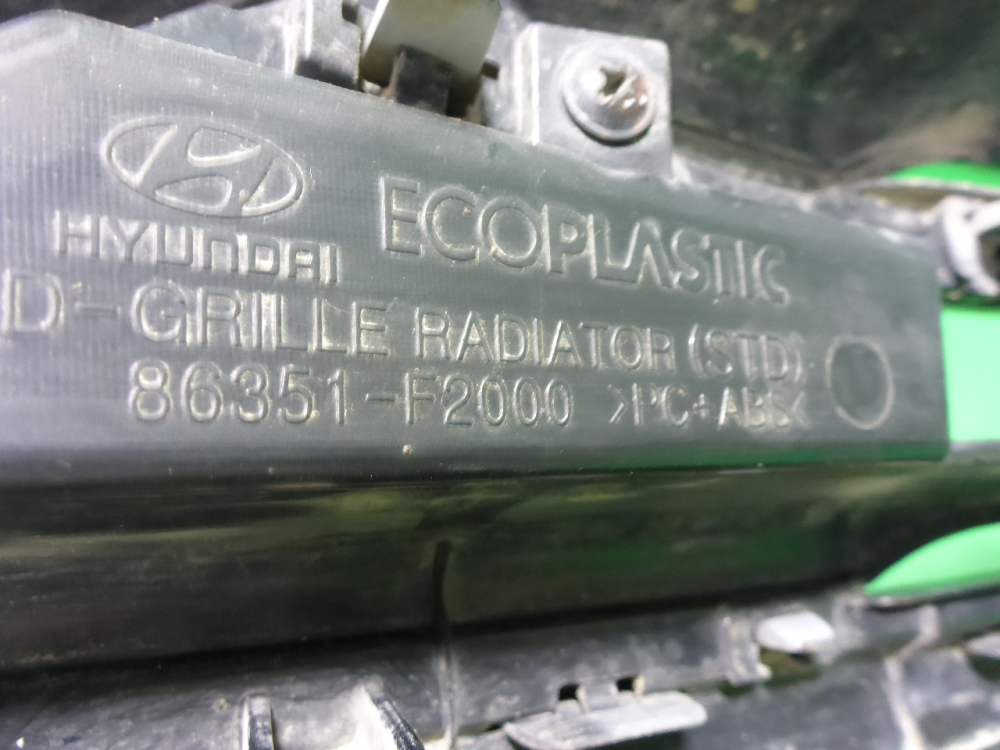 HYUNDAI ECOPLASTIC
D-GRILLE RADIATOR (STD)
86351-F2000 >PC+ABS<